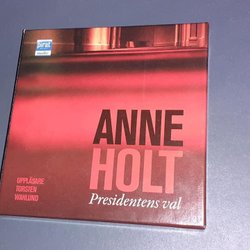 ANNE
HOLT
Presidentens val
UPPLÄSARE
TORSTEN
WAHLUND